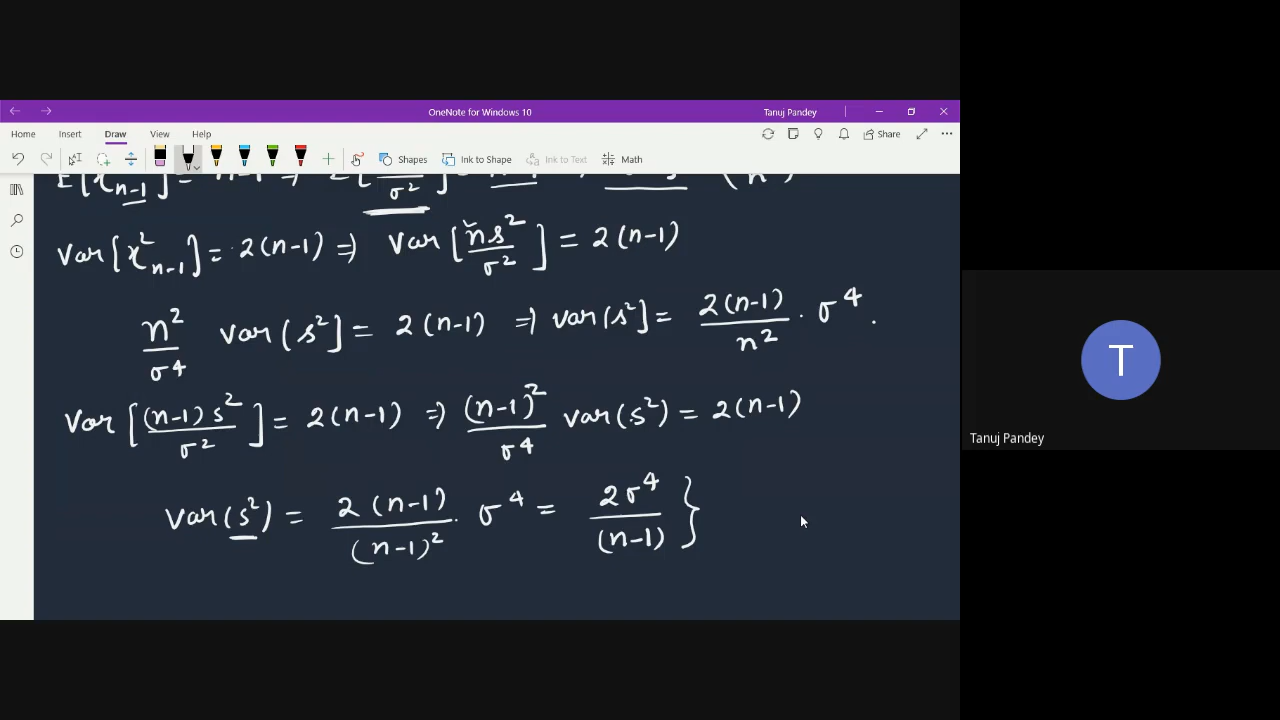 OneNote for Windows 10
Tanuj Pandey
Home Insert Draw View Help
Share
Shapes Ink to Shape Ink to Text Math
Var[χ²ₙ₋₁] = 2(n-1) ⇒ Var[ns²/σ²] = 2(n-1)
n²/σ⁴ Var(s²] = 2(n-1) ⇒ Var(s²] = 2(n-1)/n² · σ⁴.
Var[(n-1)s²/σ²] = 2(n-1) ⇒ (n-1)²/σ⁴ Var(s²) = 2(n-1)
Var(s²) = 2(n-1)/(n-1)² · σ⁴ = 2σ⁴/(n-1) }
T
Tanuj Pandey